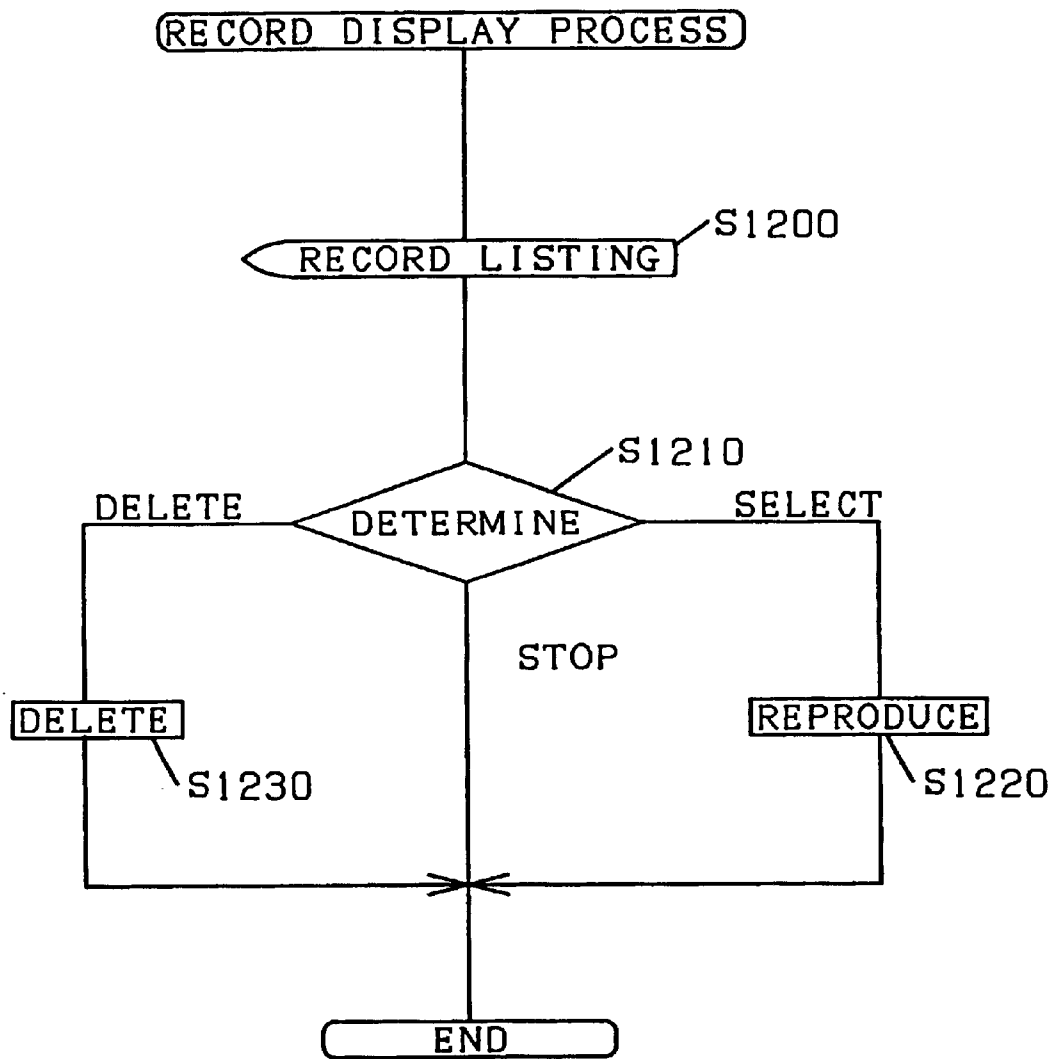 RECORD DISPLAY PROCESS
S1200
RECORD LISTING
S1210
DELETE
DETERMINE
SELECT
STOP
DELETE
REPRODUCE
S1230
S1220
END